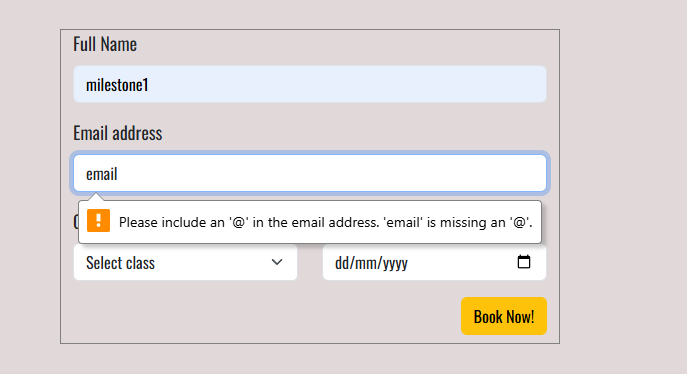 Full Name
milestone1
Email address
email
Please include an '@' in the email address. 'email' is missing an '@'.
Select class
dd/mm/yyyy
Book Now!